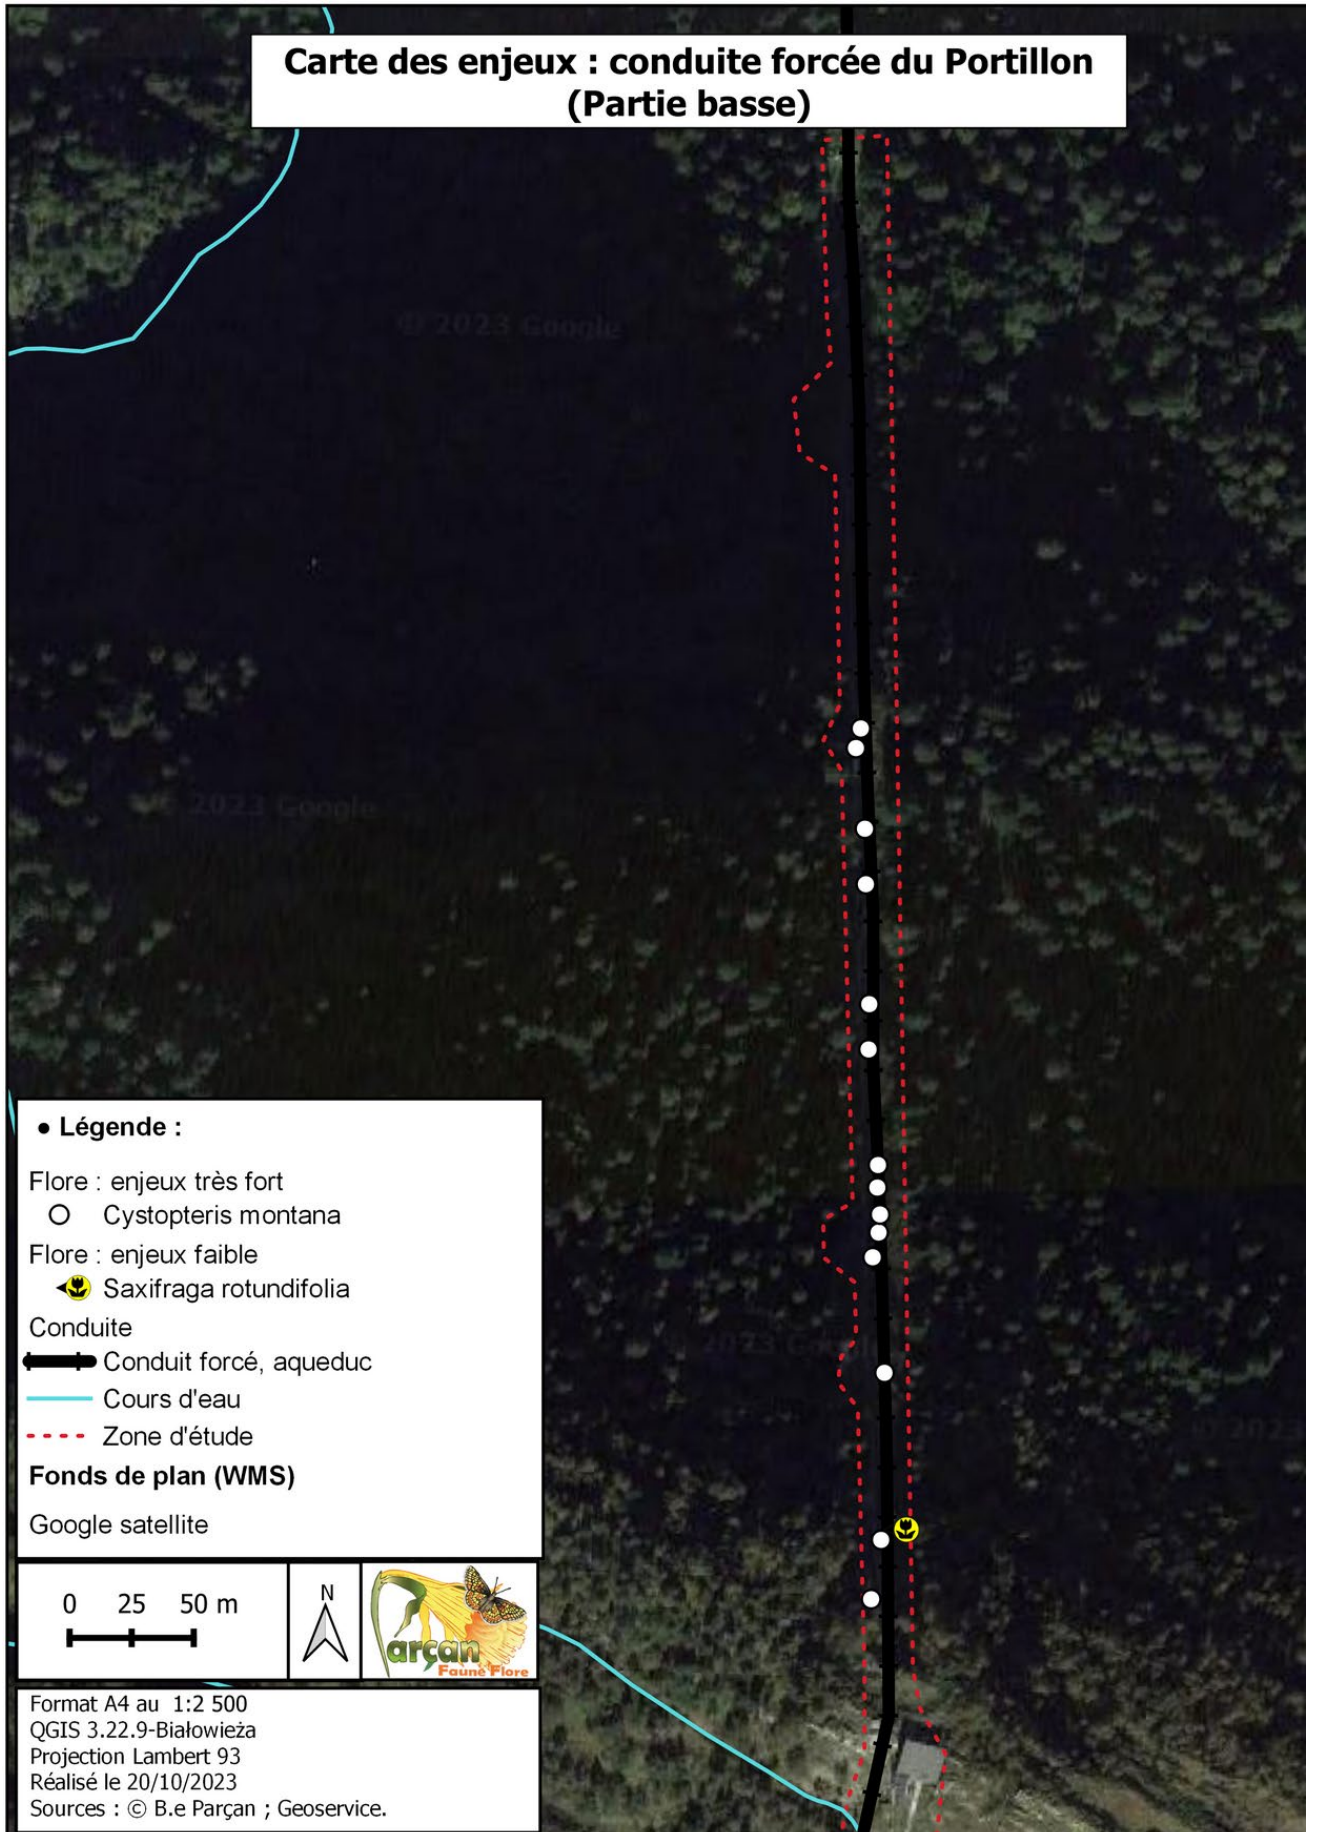 Carte des enjeux : conduite forcée du Portillon
(Partie basse)
© 2023 Google
2023 Google
2023
© 2023
• Légende :
Flore : enjeux très fort
Cystopteris montana
Flore : enjeux faible
Saxifraga rotundifolia
Conduite
Conduit forcé, aqueduc
Cours d'eau
Zone d'étude
Fonds de plan (WMS)
Google satellite
0 25 50 m
N
Parçan
Faune Flore
Format A4 au 1:2 500
QGIS 3.22.9-Białowieża
Projection Lambert 93
Réalisé le 20/10/2023
Sources : © B.e Parçan ; Geoservice.